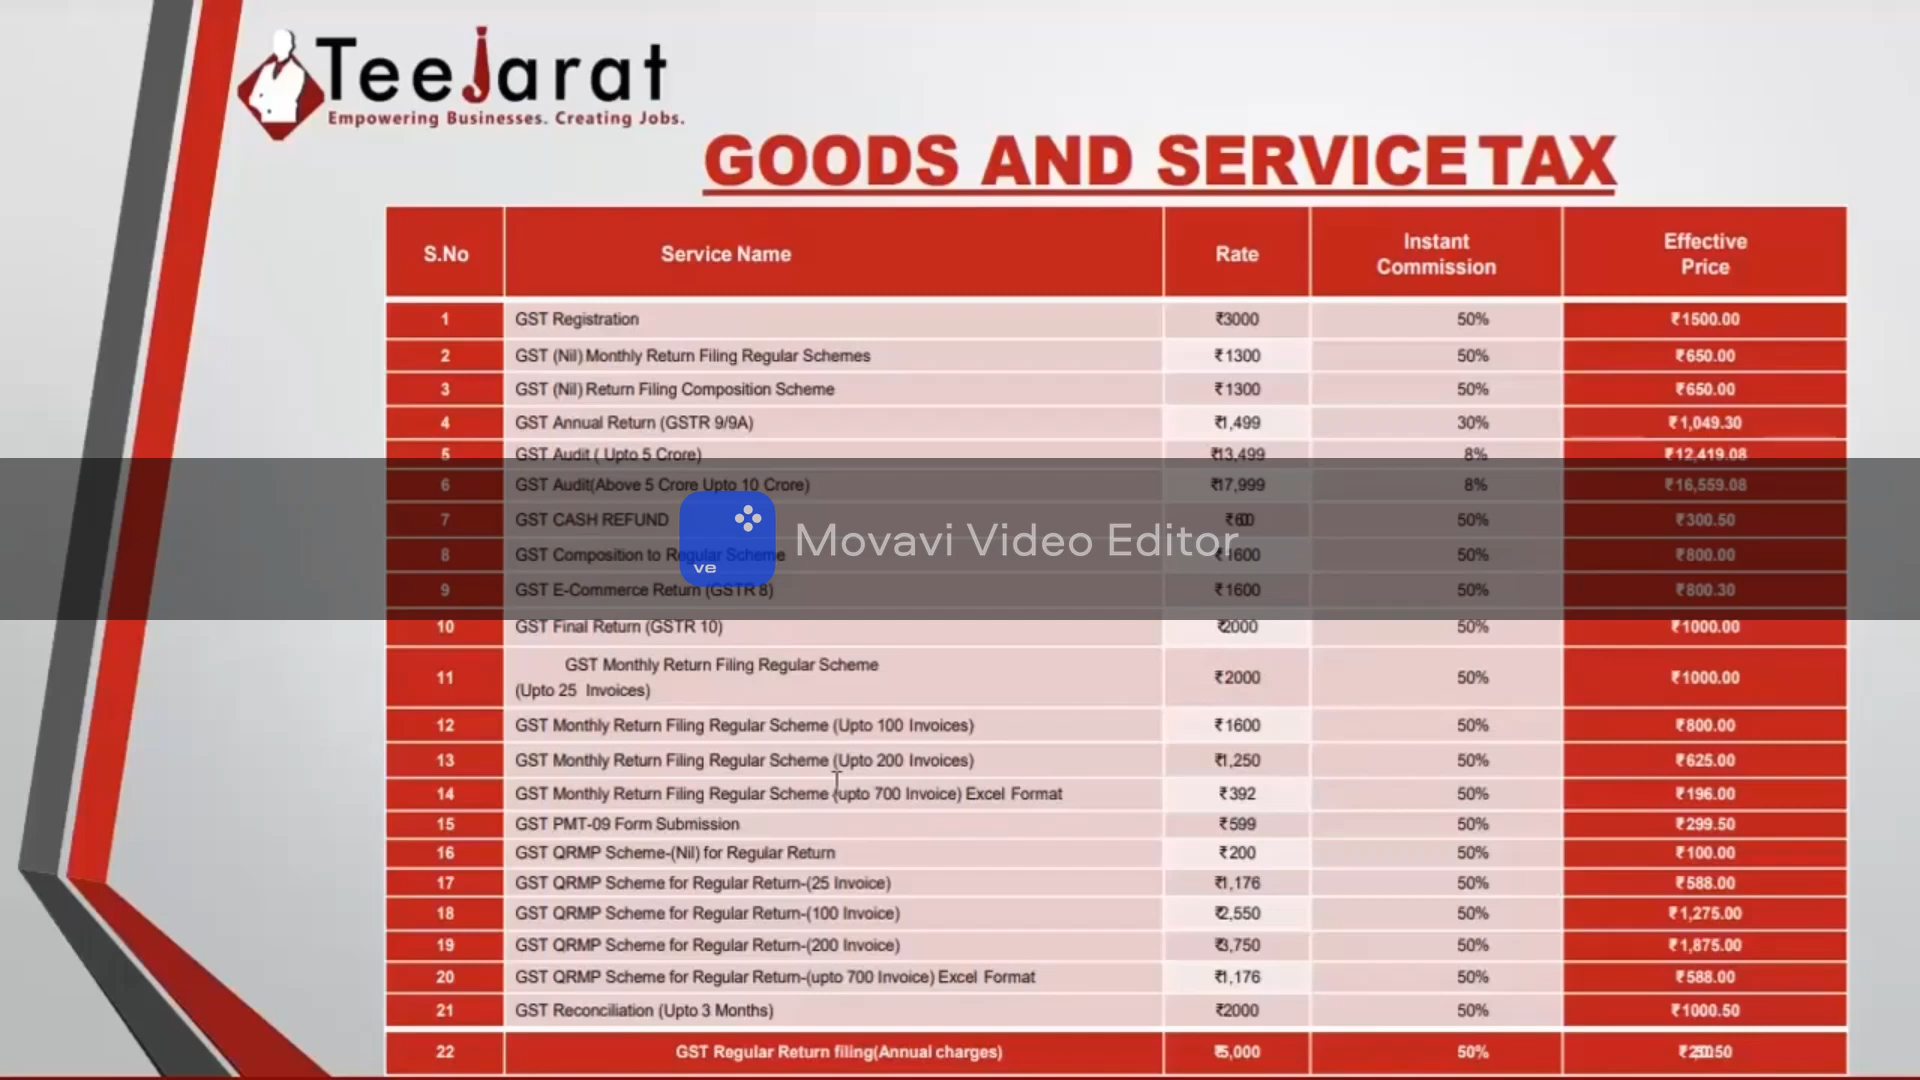 TeeJarat
Empowering Businesses. Creating Jobs.
GOODS AND SERVICE TAX
S.No Service Name Rate Instant Commission Effective Price
1 GST Registration ₹3000 50% ₹1500.00
2 GST (Nil) Monthly Return Filing Regular Schemes ₹1300 50% ₹650.00
3 GST (Nil) Return Filing Composition Scheme ₹1300 50% ₹650.00
4 GST Annual Return (GSTR 9/9A) ₹1,499 30% ₹1,049.30
5 GST Audit ( Upto 5 Crore) ₹13,499 8% ₹12,419.08
6 GST Audit(Above 5 Crore Upto 10 Crore) ₹17,999 8% ₹16,559.08
7 GST CASH REFUND 50% ₹300.50
8 GST Composition to Regular Scheme ₹1600 50% ₹800.00
ve Movavi Video Editor
9 GST E-Commerce Return (GSTR 8) ₹1600 50% ₹800.30
10 GST Final Return (GSTR 10) ₹2000 50% ₹1000.00
11 GST Monthly Return Filing Regular Scheme
(Upto 25 Invoices) ₹2000 50% ₹1000.00
12 GST Monthly Return Filing Regular Scheme (Upto 100 Invoices) ₹1600 50% ₹800.00
13 GST Monthly Return Filing Regular Scheme (Upto 200 Invoices) ₹1,250 50% ₹625.00
14 GST Monthly Return Filing Regular Scheme (upto 700 Invoice) Excel Format ₹392 50% ₹196.00
15 GST PMT-09 Form Submission ₹599 50% ₹299.50
16 GST QRMP Scheme-(Nil) for Regular Return ₹200 50% ₹100.00
17 GST QRMP Scheme for Regular Return-(25 Invoice) ₹1,176 50% ₹588.00
18 GST QRMP Scheme for Regular Return-(100 Invoice) ₹2,550 50% ₹1,275.00
19 GST QRMP Scheme for Regular Return-(200 Invoice) ₹3,750 50% ₹1,875.00
20 GST QRMP Scheme for Regular Return-(upto 700 Invoice) Excel Format ₹1,176 50% ₹588.00
21 GST Reconciliation (Upto 3 Months) ₹2000 50% ₹1000.50
22 GST Regular Return filing(Annual charges) ₹5,000 50%